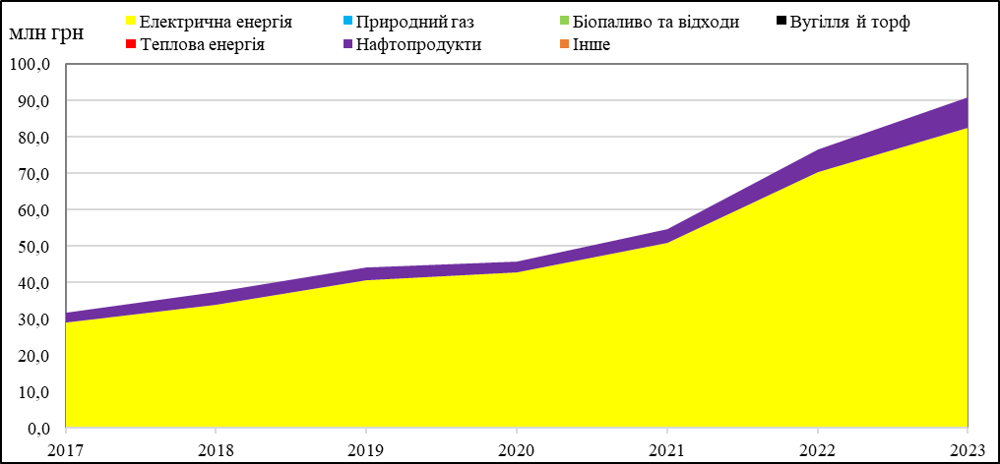 Електрична енергія Природний газ Біопаливо та відходи Вугілля й торф
млн грн
Теплова енергія Нафтопродукти Інше
100,0
90,0
80,0
70,0
60,0
50,0
40,0
30,0
20,0
10,0
0,0
2017 2018 2019 2020 2021 2022 2023